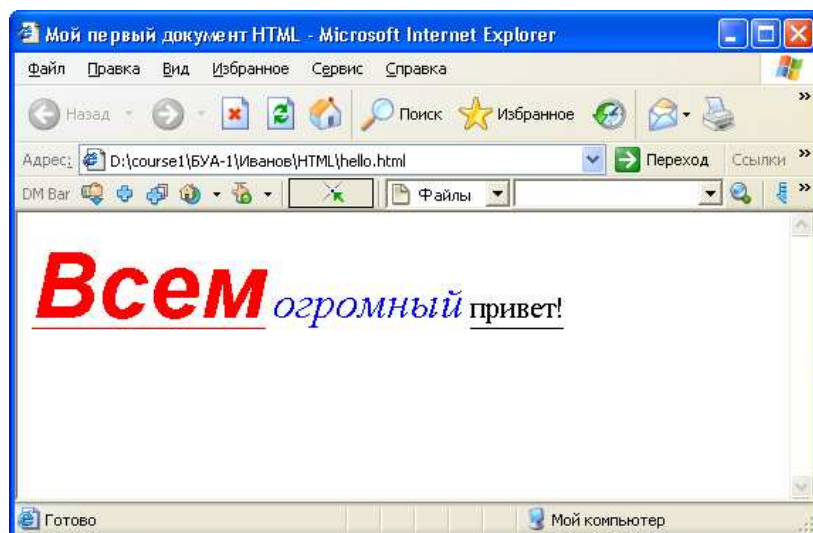 Мой первый документ HTML - Microsoft Internet Explorer
Файл Правка Вид Избранное Сервис Справка
Назад Поиск Избранное »
Адрес: D:\course1\БУА-1\Иванов\HTML\hello.html Переход Ссылки »
DM Bar Файлы »
Всем огромный привет!
Готово Мой компьютер